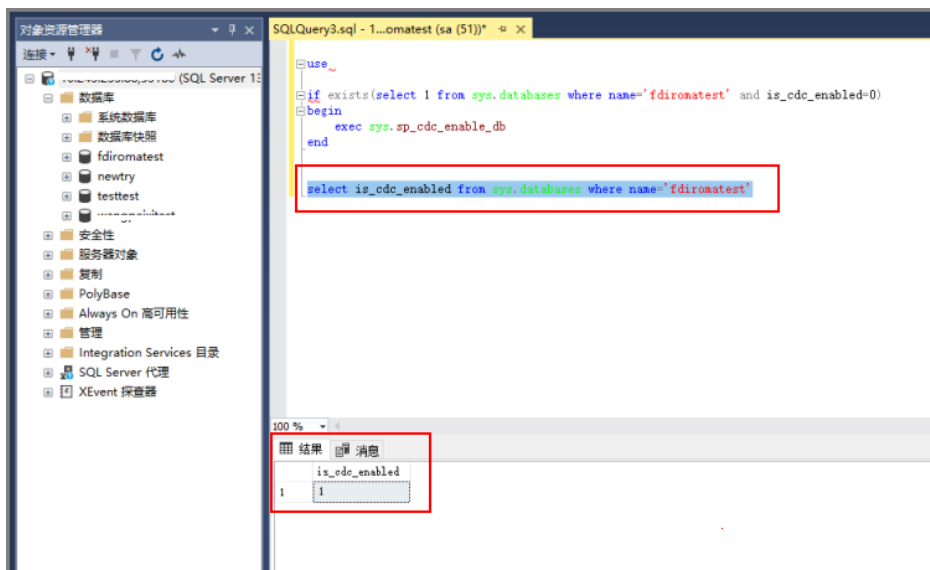 对象资源管理器
连接
(SQL Server 13
数据库
系统数据库
数据库快照
fdiromatest
newtry
testtest
安全性
服务器对象
复制
PolyBase
Always On 高可用性
管理
Integration Services 目录
SQL Server 代理
XEvent 探查器
SQLQuery3.sql - 1...omatest (sa (51))*
use
if exists(select 1 from sys.databases where name='fdiromatest' and is_cdc_enabled=0)
begin
exec sys.sp_cdc_enable_db
end
select is_cdc_enabled from sys.databases where name='fdiromatest'
100 %
结果 消息
is_cdc_enabled
1 1